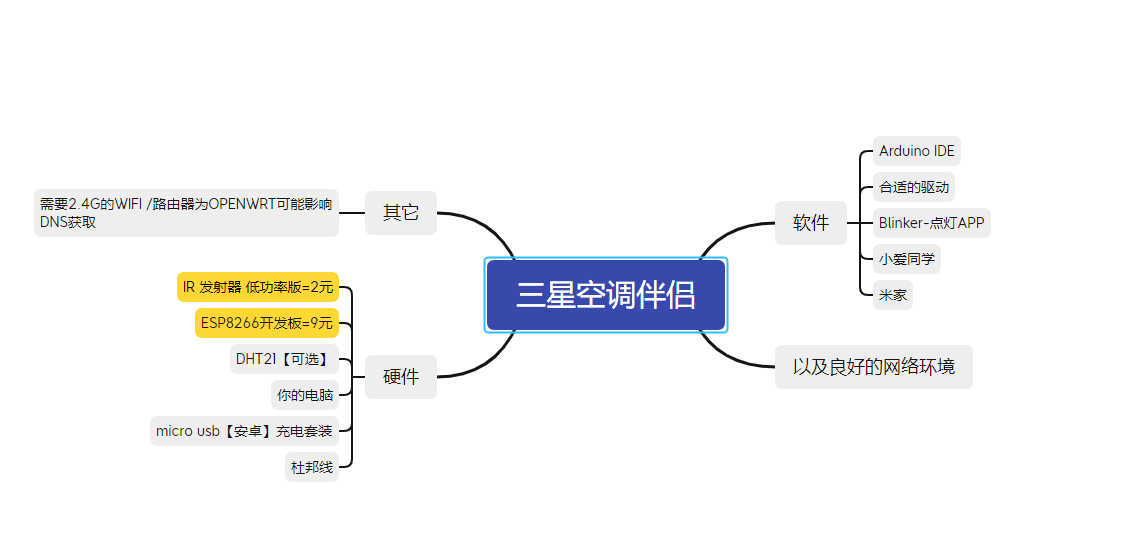 三星空调伴侣
软件
Arduino IDE
合适的驱动
Blinker-点灯APP
小爱同学
米家
以及良好的网络环境
其它
需要2.4G的WIFI /路由器为OPENWRT可能影响
DNS获取
硬件
IR 发射器 低功率版=2元
ESP8266开发板=9元
DHT21【可选】
你的电脑
micro usb【安卓】充电套装
杜邦线